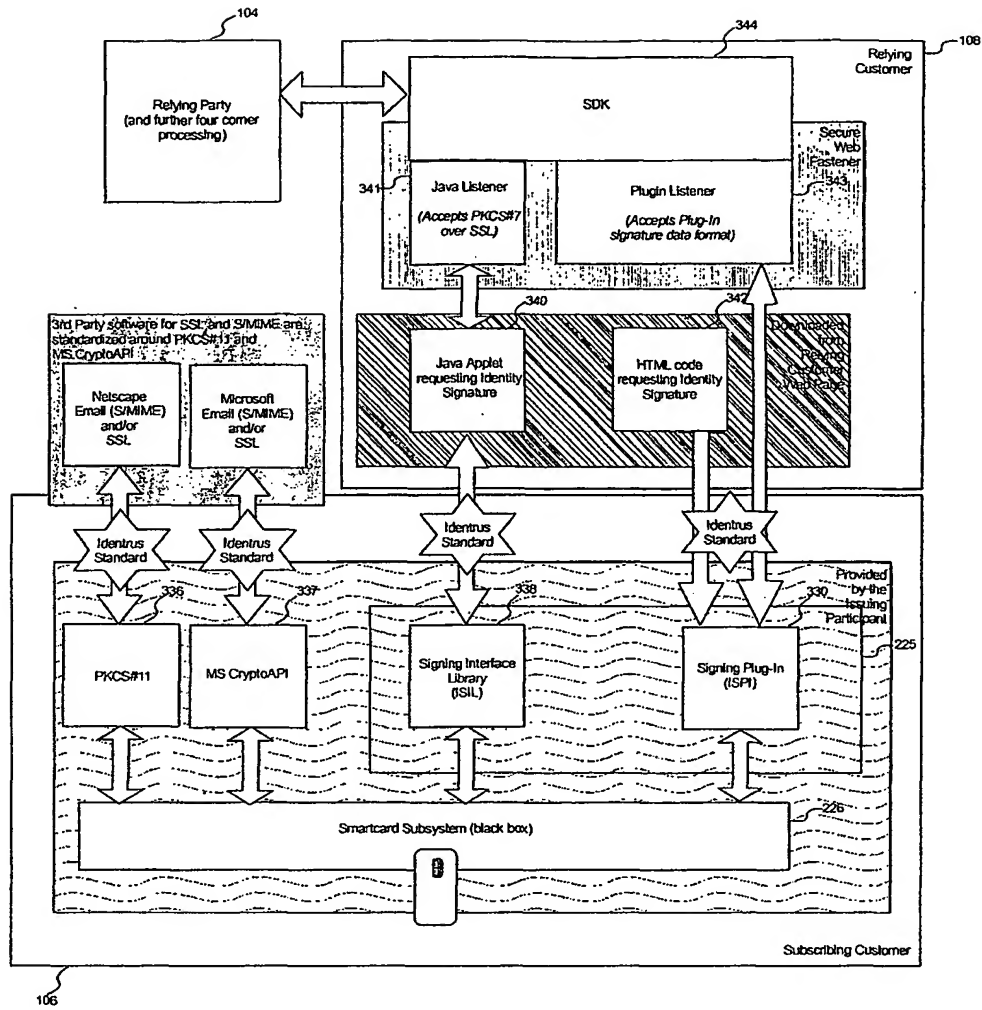 104
344
108
Relying
Customer
Relying Party
(and further four corner
processing)
SDK
Secure
Web
Fastener
341
Java Listener
(Accepts PKCS#7
over SSL)
Plugin Listener
(Accepts Plug-In
signature data format)
343
340
342
3rd Party software for SSL and S/MIME are
standardized around PKCS#11 and
MS CryptoAPI
Downloaded
from
Relying
Customer
Web Page
Java Applet
requesting Identity
Signature
HTML code
requesting Identity
Signature
Netscape
Email (S/MIME)
and/or
SSL
Microsoft
Email (S/MIME)
and/or
SSL
Identrus
Standard
Identrus
Standard
Identrus
Standard
Identrus
Standard
Provided
by the
Issuing
Participant
336
337
338
330
225
PKCS#11
MS CryptoAPI
Signing Interface
Library
(ISIL)
Signing Plug-In
(ISPI)
226
Smartcard Subsystem (black box)
Subscribing Customer
106